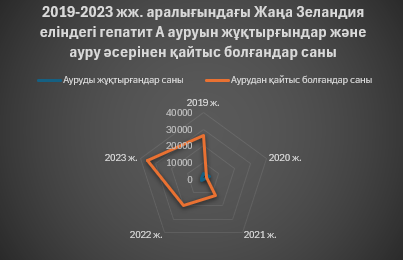 2019-2023 жж. аралығындағы Жаңа Зеландия
еліндегі гепатит А ауруын жұқтырғындар және
ауру әсерінен қайтыс болғандар саны
Ауруды жұқтырғандар саны
Аурудан қайтыс болғандар саны
2019 ж.
40000
30000
20000
10000
0
2023 ж.
2020 ж.
2022 ж.
2021 ж.